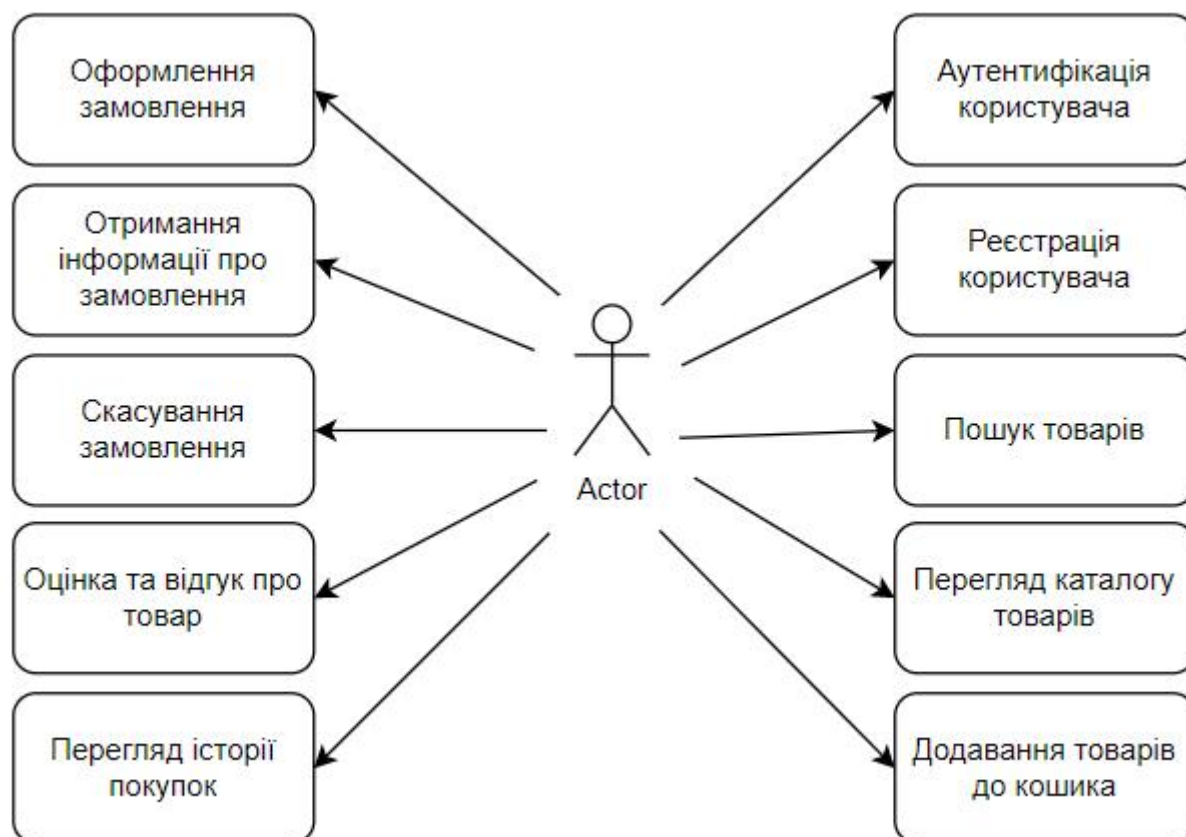 Оформлення
замовлення
Отримання
інформації про
замовлення
Скасування
замовлення
Оцінка та відгук про
товар
Перегляд історії
покупок
Actor
Аутентифікація
користувача
Реєстрація
користувача
Пошук товарів
Перегляд каталогу
товарів
Додавання товарів
до кошика